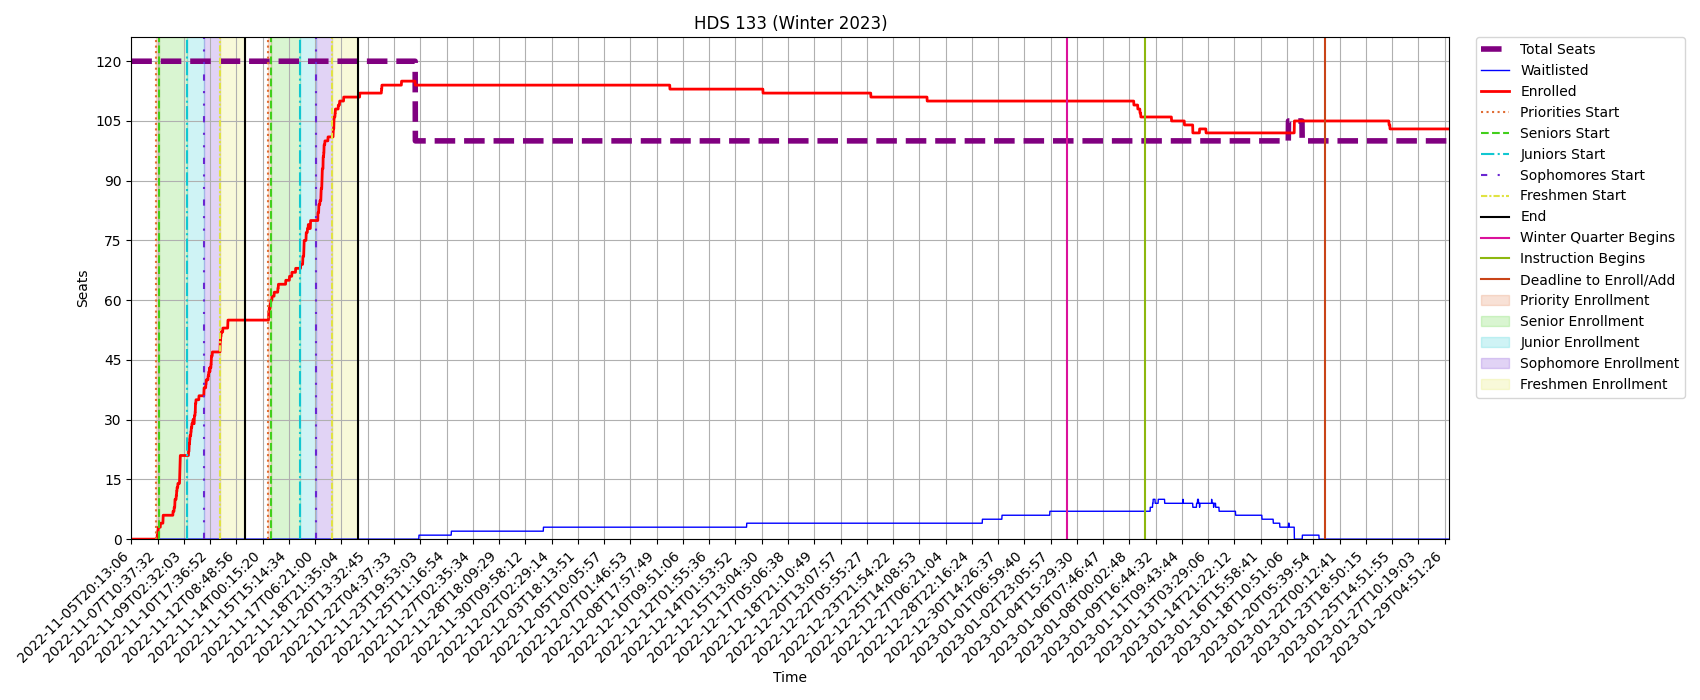 HDS 133 (Winter 2023)
Seats
120
105
90
75
60
45
30
15
0
2022-11-05T20:13:06
2022-11-07T10:37:32
2022-11-09T02:32:03
2022-11-10T17:36:52
2022-11-12T08:48:56
2022-11-14T00:15:20
2022-11-15T15:14:34
2022-11-17T06:21:00
2022-11-18T21:35:04
2022-11-20T13:32:45
2022-11-22T04:37:33
2022-11-23T19:53:03
2022-11-25T11:16:54
2022-11-27T02:35:34
2022-11-28T18:09:29
2022-11-30T09:58:12
2022-12-02T02:29:14
2022-12-03T18:13:51
2022-12-05T10:05:57
2022-12-07T01:46:53
2022-12-08T17:57:49
2022-12-10T09:51:06
2022-12-12T01:55:36
2022-12-14T01:53:52
2022-12-15T13:04:30
2022-12-17T05:06:38
2022-12-18T21:10:49
2022-12-20T13:07:57
2022-12-22T05:55:27
2022-12-23T21:54:22
2022-12-25T14:08:53
2022-12-27T06:21:04
2022-12-28T22:16:24
2022-12-30T14:26:37
2023-01-01T06:59:40
2023-01-02T23:05:57
2023-01-04T15:29:30
2023-01-06T07:46:47
2023-01-08T00:02:48
2023-01-09T16:44:32
2023-01-11T09:43:44
2023-01-13T03:29:06
2023-01-14T21:22:12
2023-01-16T15:58:41
2023-01-18T10:51:06
2023-01-20T05:39:54
2023-01-22T00:12:41
2023-01-23T18:50:15
2023-01-25T14:51:55
2023-01-27T10:19:03
2023-01-29T04:51:26
Time
Total Seats
Waitlisted
Enrolled
Priorities Start
Seniors Start
Juniors Start
Sophomores Start
Freshmen Start
End
Winter Quarter Begins
Instruction Begins
Deadline to Enroll/Add
Priority Enrollment
Senior Enrollment
Junior Enrollment
Sophomore Enrollment
Freshmen Enrollment